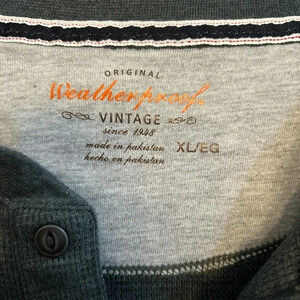 ORIGINAL
Weatherproof
VINTAGE
since 1948
made in pakistan
hecho en pakistan
XL/EG